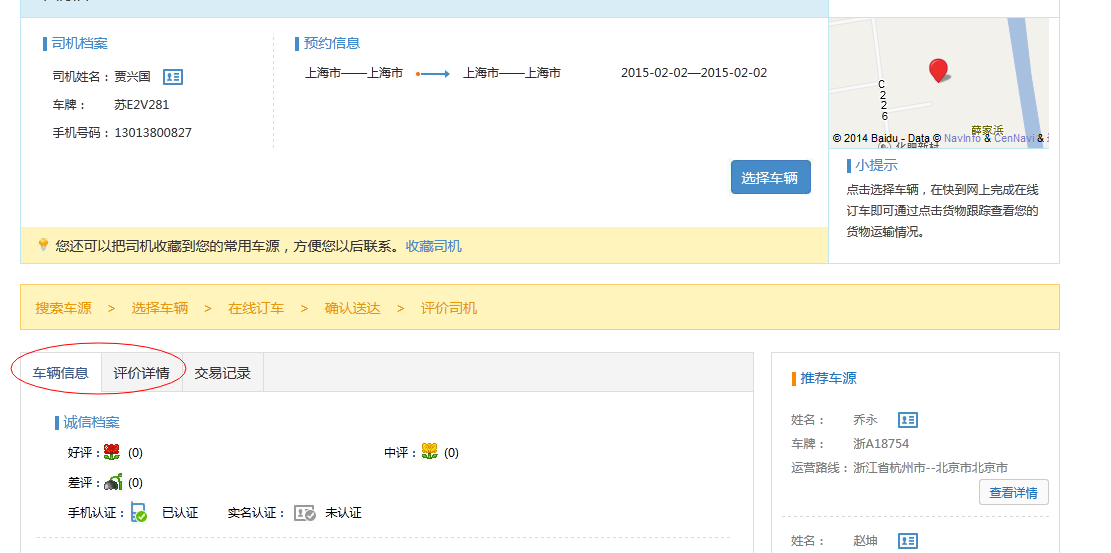 司机档案
司机姓名： 贾兴国
车牌： 苏E2V281
手机号码： 13013800827
预约信息
上海市——上海市 上海市——上海市 2015-02-02—2015-02-02
选择车辆
您还可以把司机收藏到您的常用车源，方便您以后联系。收藏司机
C226
薛家浜
© 2014 Baidu - Data © NavInfo & CenNavi &
小提示
点击选择车辆，在快到网上完成在线
订车即可通过点击货物跟踪查看您的
货物运输情况。
搜索车源 > 选择车辆 > 在线订车 > 确认送达 > 评价司机
车辆信息 评价详情 交易记录
诚信档案
好评： (0) 中评： (0)
差评： (0)
手机认证： 已认证 实名认证： 未认证
推荐车源
姓名： 乔永
车牌： 浙A18754
运营路线： 浙江省杭州市--北京市北京市
查看详情
姓名： 赵坤